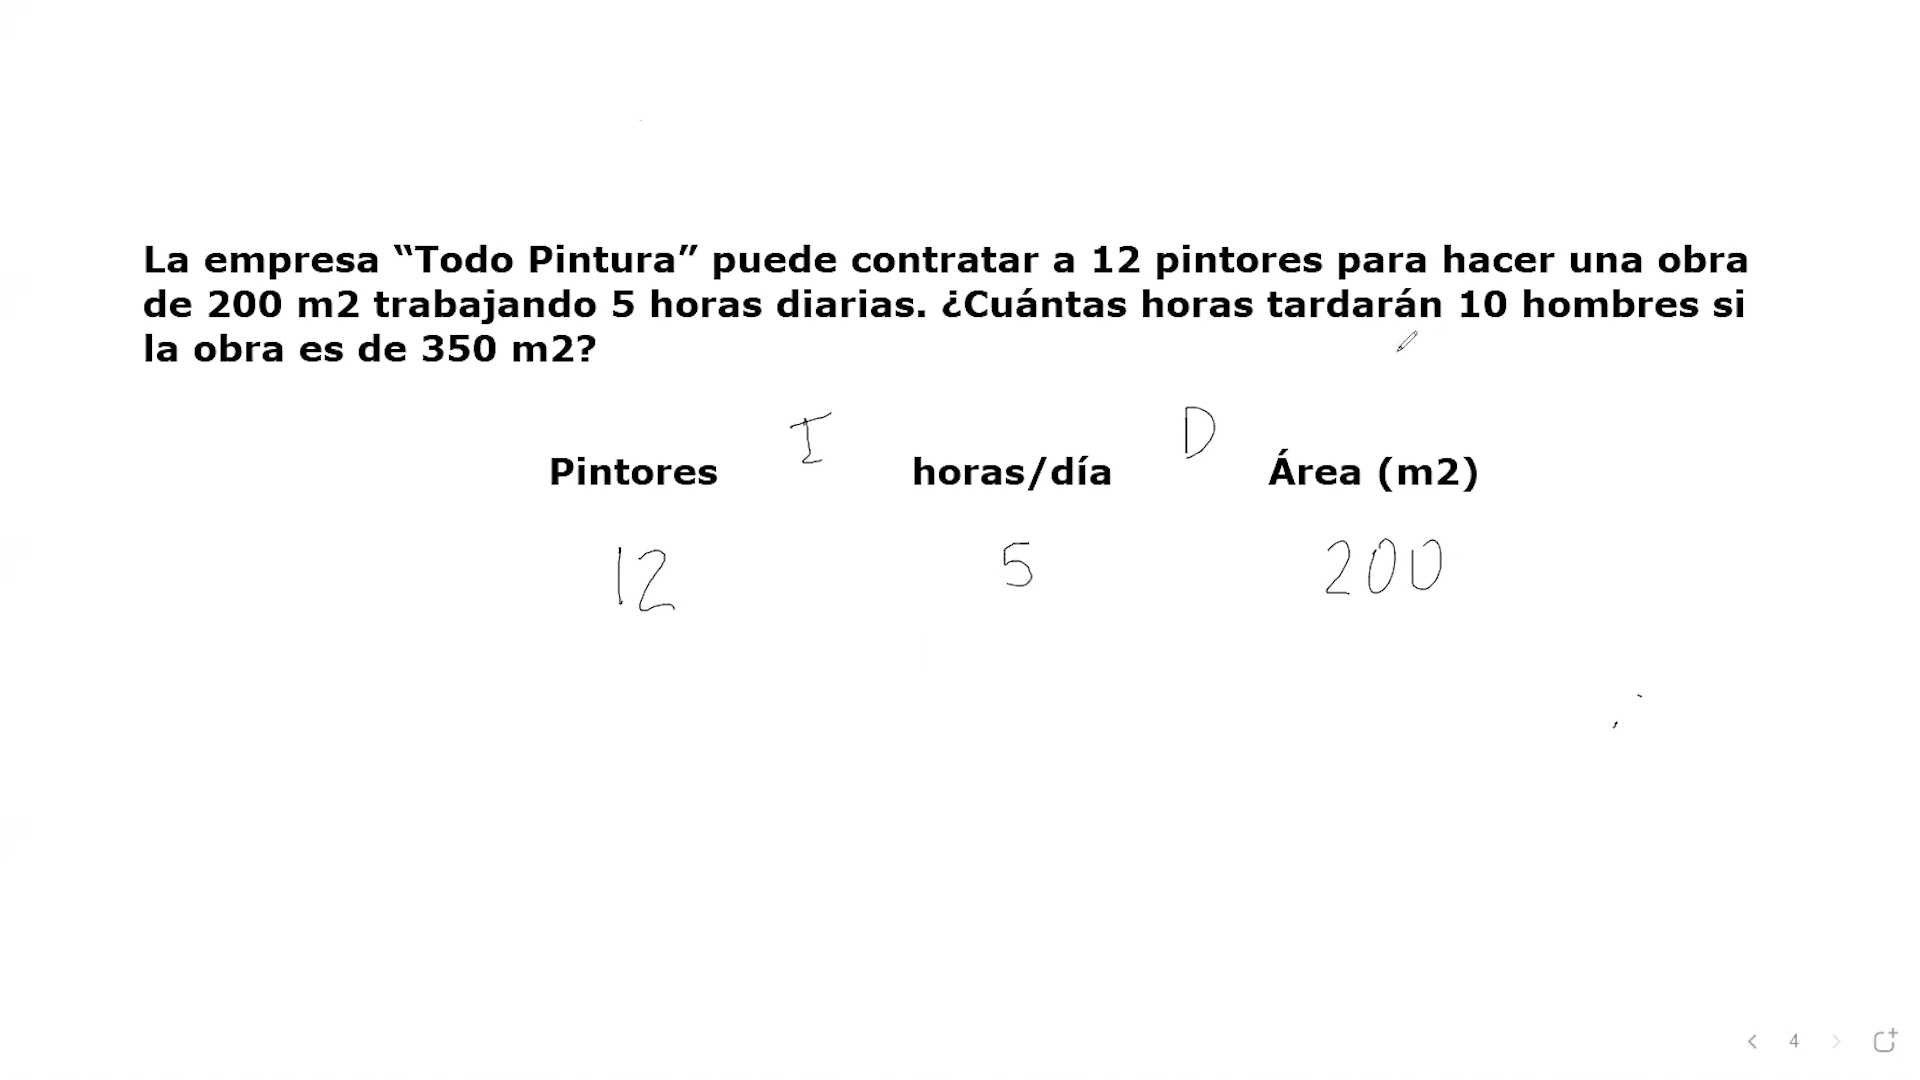 La empresa “Todo Pintura” puede contratar a 12 pintores para hacer una obra
de 200 m2 trabajando 5 horas diarias. ¿Cuántas horas tardarán 10 hombres si
la obra es de 350 m2?
I D
Pintores horas/día Área (m2)
12 5 200
4